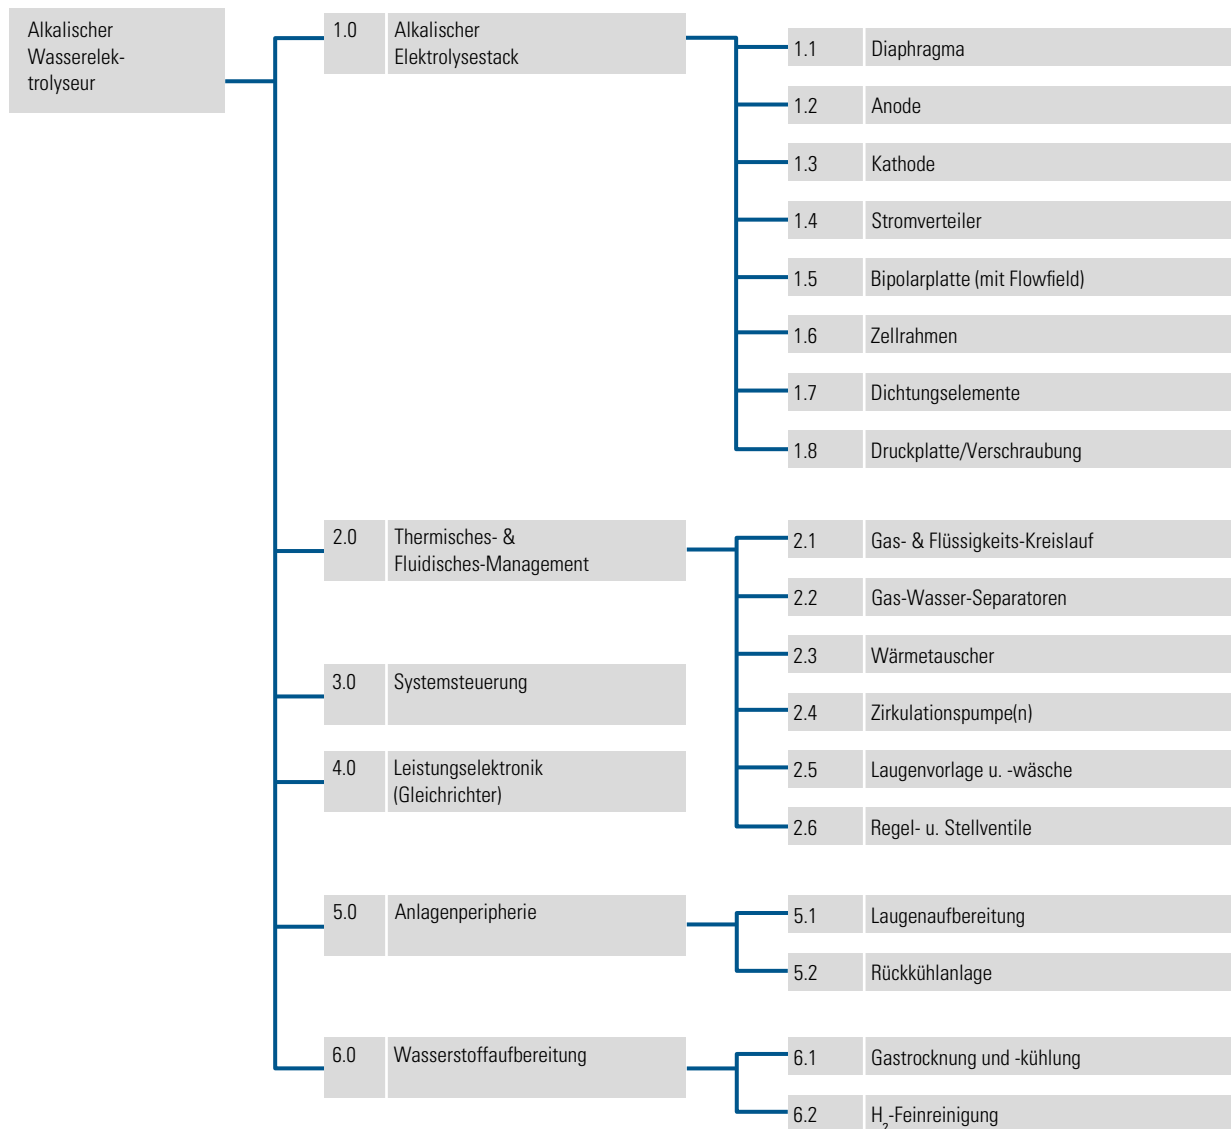 Alkalischer
Wasserelek-
trolyseur
1.0 Alkalischer
Elektrolysestack
1.1 Diaphragma
1.2 Anode
1.3 Kathode
1.4 Stromverteiler
1.5 Bipolarplatte (mit Flowfield)
1.6 Zellrahmen
1.7 Dichtungselemente
1.8 Druckplatte/Verschraubung
2.0 Thermisches- &
Fluidisches-Management
2.1 Gas- & Flüssigkeits-Kreislauf
2.2 Gas-Wasser-Separatoren
2.3 Wärmetauscher
2.4 Zirkulationspumpe(n)
2.5 Laugenvorlage u. -wäsche
2.6 Regel- u. Stellventile
3.0 Systemsteuerung
4.0 Leistungselektronik
(Gleichrichter)
5.0 Anlagenperipherie
5.1 Laugenaufbereitung
5.2 Rückkühlanlage
6.0 Wasserstoffaufbereitung
6.1 Gastrocknung und -kühlung
6.2 H₂-Feinreinigung